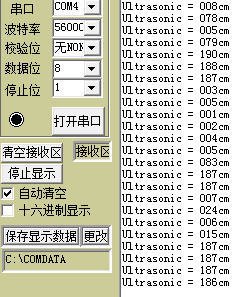 串口 COM4
波特率 56000
校验位 无NON
数据位 8
停止位 1
打开串口
清空接收区 接收区
停止显示
自动清空
十六进制显示
保存显示数据 更改
C:\COMDATA
Ultrasonic = 008cm
Ultrasonic = 078cm
Ultrasonic = 005cm
Ultrasonic = 079cm
Ultrasonic = 190cm
Ultrasonic = 188cm
Ultrasonic = 187cm
Ultrasonic = 003cm
Ultrasonic = 005cm
Ultrasonic = 001cm
Ultrasonic = 002cm
Ultrasonic = 004cm
Ultrasonic = 005cm
Ultrasonic = 083cm
Ultrasonic = 187cm
Ultrasonic = 187cm
Ultrasonic = 007cm
Ultrasonic = 024cm
Ultrasonic = 006cm
Ultrasonic = 015cm
Ultrasonic = 187cm
Ultrasonic = 187cm
Ultrasonic = 187cm
Ultrasonic = 186cm